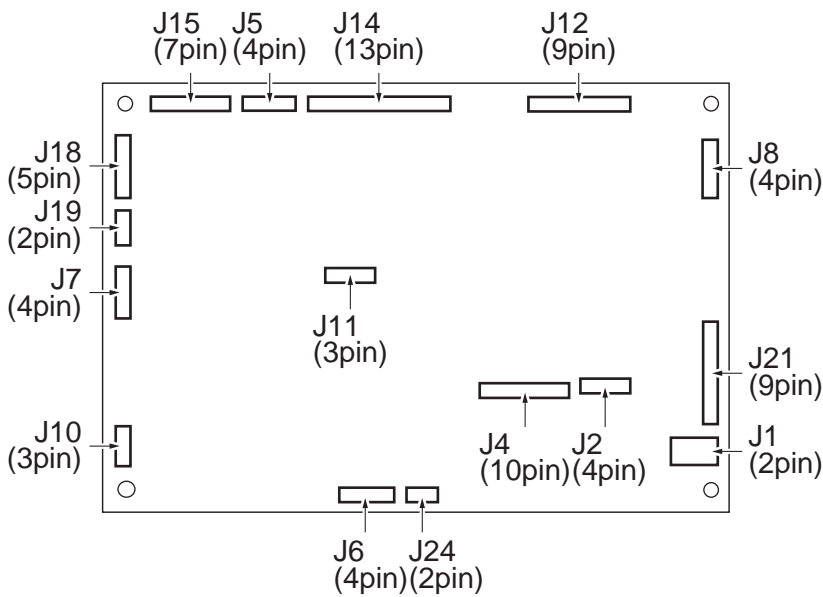 J15
(7pin)
J5
(4pin)
J14
(13pin)
J12
(9pin)
J18
(5pin)
J8
(4pin)
J19
(2pin)
J7
(4pin)
J11
(3pin)
J21
(9pin)
J10
(3pin)
J4
(10pin)
J2
(4pin)
J1
(2pin)
J6
(4pin)
J24
(2pin)